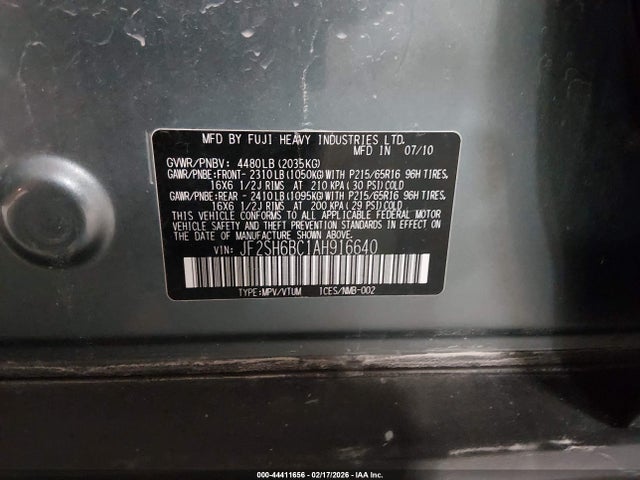 MFD BY FUJI HEAVY INDUSTRIES LTD.
MFD IN 07/10
GVWR/PNBV: 4480LB(2035KG)
GAWR/PNBE:FRONT- 2310LB(1050KG)WITH P215/65R16 96H TIRES,
16X6 1/2J RIMS AT 210 KPA(30 PSI)COLD
GAWR/PNBE:REAR - 2410LB(1095KG)WITH P215/65R16 96H TIRES,
16X6 1/2J RIMS AT 200 KPA(29 PSI)COLD
THIS VEHICLE CONFORMS TO ALL APPLICABLE FEDERAL MOTOR
VEHICLE SAFETY AND THEFT PREVENTION STANDARDS IN EFFECT
ON THE DATE OF MANUFACTURE SHOWN ABOVE.
VIN: JF2SH6BC1AH916640
TYPE:MPV/VTUM ICES/NMB-002
000-44411656 - 02/17/2026 - IAA Inc.